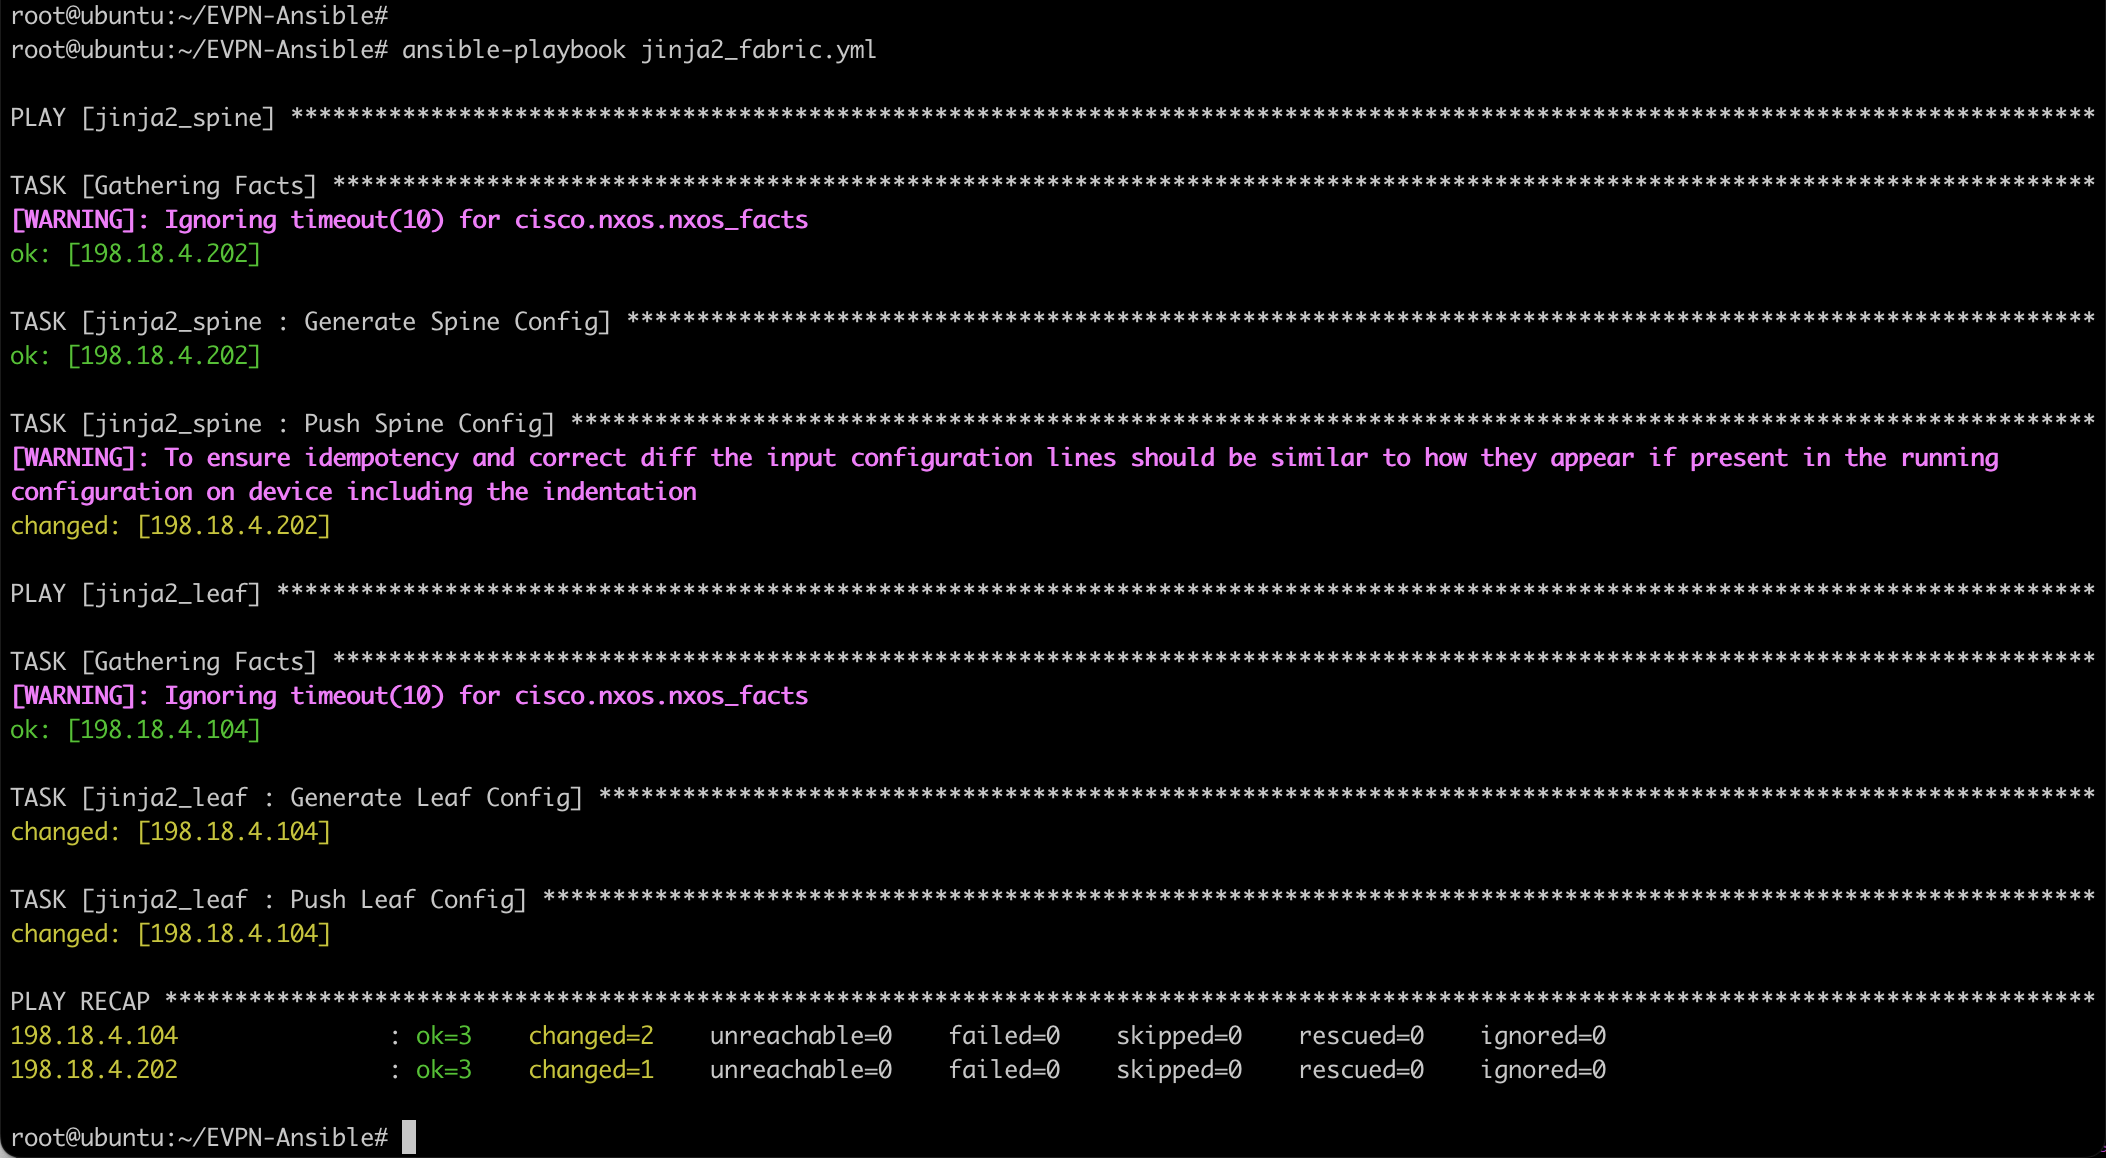 root@ubuntu:~/EVPN-Ansible#
root@ubuntu:~/EVPN-Ansible# ansible-playbook jinja2_fabric.yml
PLAY [jinja2_spine] *********************************************************************************************************************************
TASK [Gathering Facts] ******************************************************************************************************************************
[WARNING]: Ignoring timeout(10) for cisco.nxos.nxos_facts
ok: [198.18.4.202]
TASK [jinja2_spine : Generate Spine Config] *********************************************************************************************************
ok: [198.18.4.202]
TASK [jinja2_spine : Push Spine Config] *************************************************************************************************************
[WARNING]: To ensure idempotency and correct diff the input configuration lines should be similar to how they appear if present in the running
configuration on device including the indentation
changed: [198.18.4.202]
PLAY [jinja2_leaf] **********************************************************************************************************************************
TASK [Gathering Facts] ******************************************************************************************************************************
[WARNING]: Ignoring timeout(10) for cisco.nxos.nxos_facts
ok: [198.18.4.104]
TASK [jinja2_leaf : Generate Leaf Config] ***********************************************************************************************************
changed: [198.18.4.104]
TASK [jinja2_leaf : Push Leaf Config] ***************************************************************************************************************
changed: [198.18.4.104]
PLAY RECAP ******************************************************************************************************************************************
198.18.4.104               : ok=3    changed=2    unreachable=0    failed=0    skipped=0    rescued=0    ignored=0
198.18.4.202               : ok=3    changed=1    unreachable=0    failed=0    skipped=0    rescued=0    ignored=0
root@ubuntu:~/EVPN-Ansible#